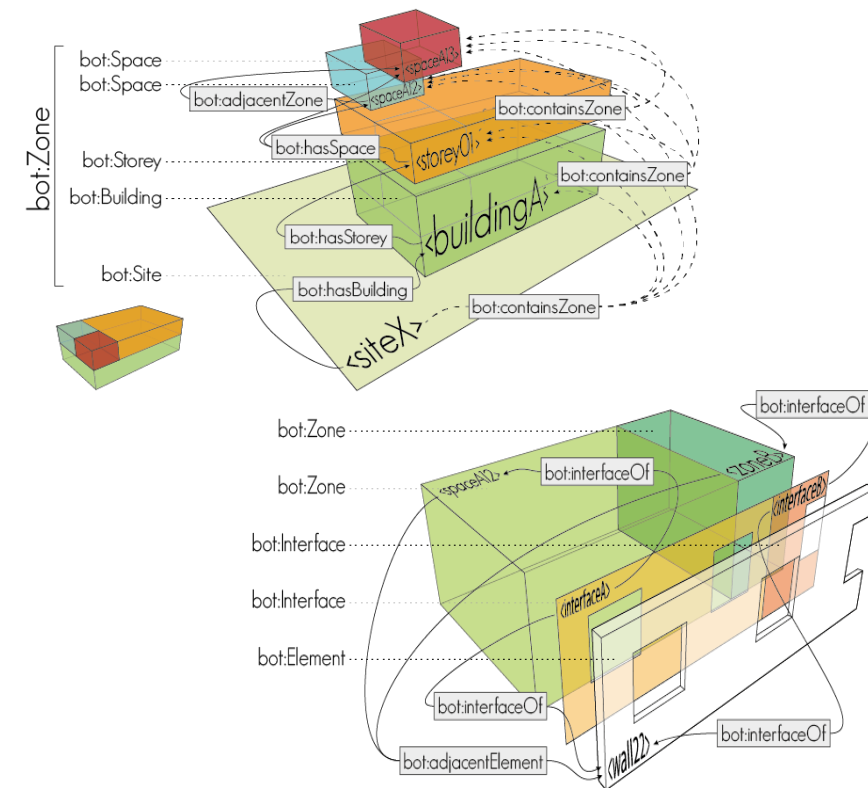 bot:Zone
bot:Space
bot:Space
bot:Storey
bot:Building
bot:Site
<spaceA13>
<spaceA12>
bot:adjacentZone
bot:containsZone
bot:hasSpace
<storey01>
bot:containsZone
<buildingA>
bot:hasStorey
bot:hasBuilding
bot:containsZone
<siteX>
bot:interfaceOf
bot:Zone
<zoneB>
bot:interfaceOf
<spaceA12>
bot:Zone
<interfaceB>
bot:Interface
bot:Interface
<interfaceA>
bot:Element
bot:interfaceOf
bot:interfaceOf
<wall22>
bot:adjacentElement